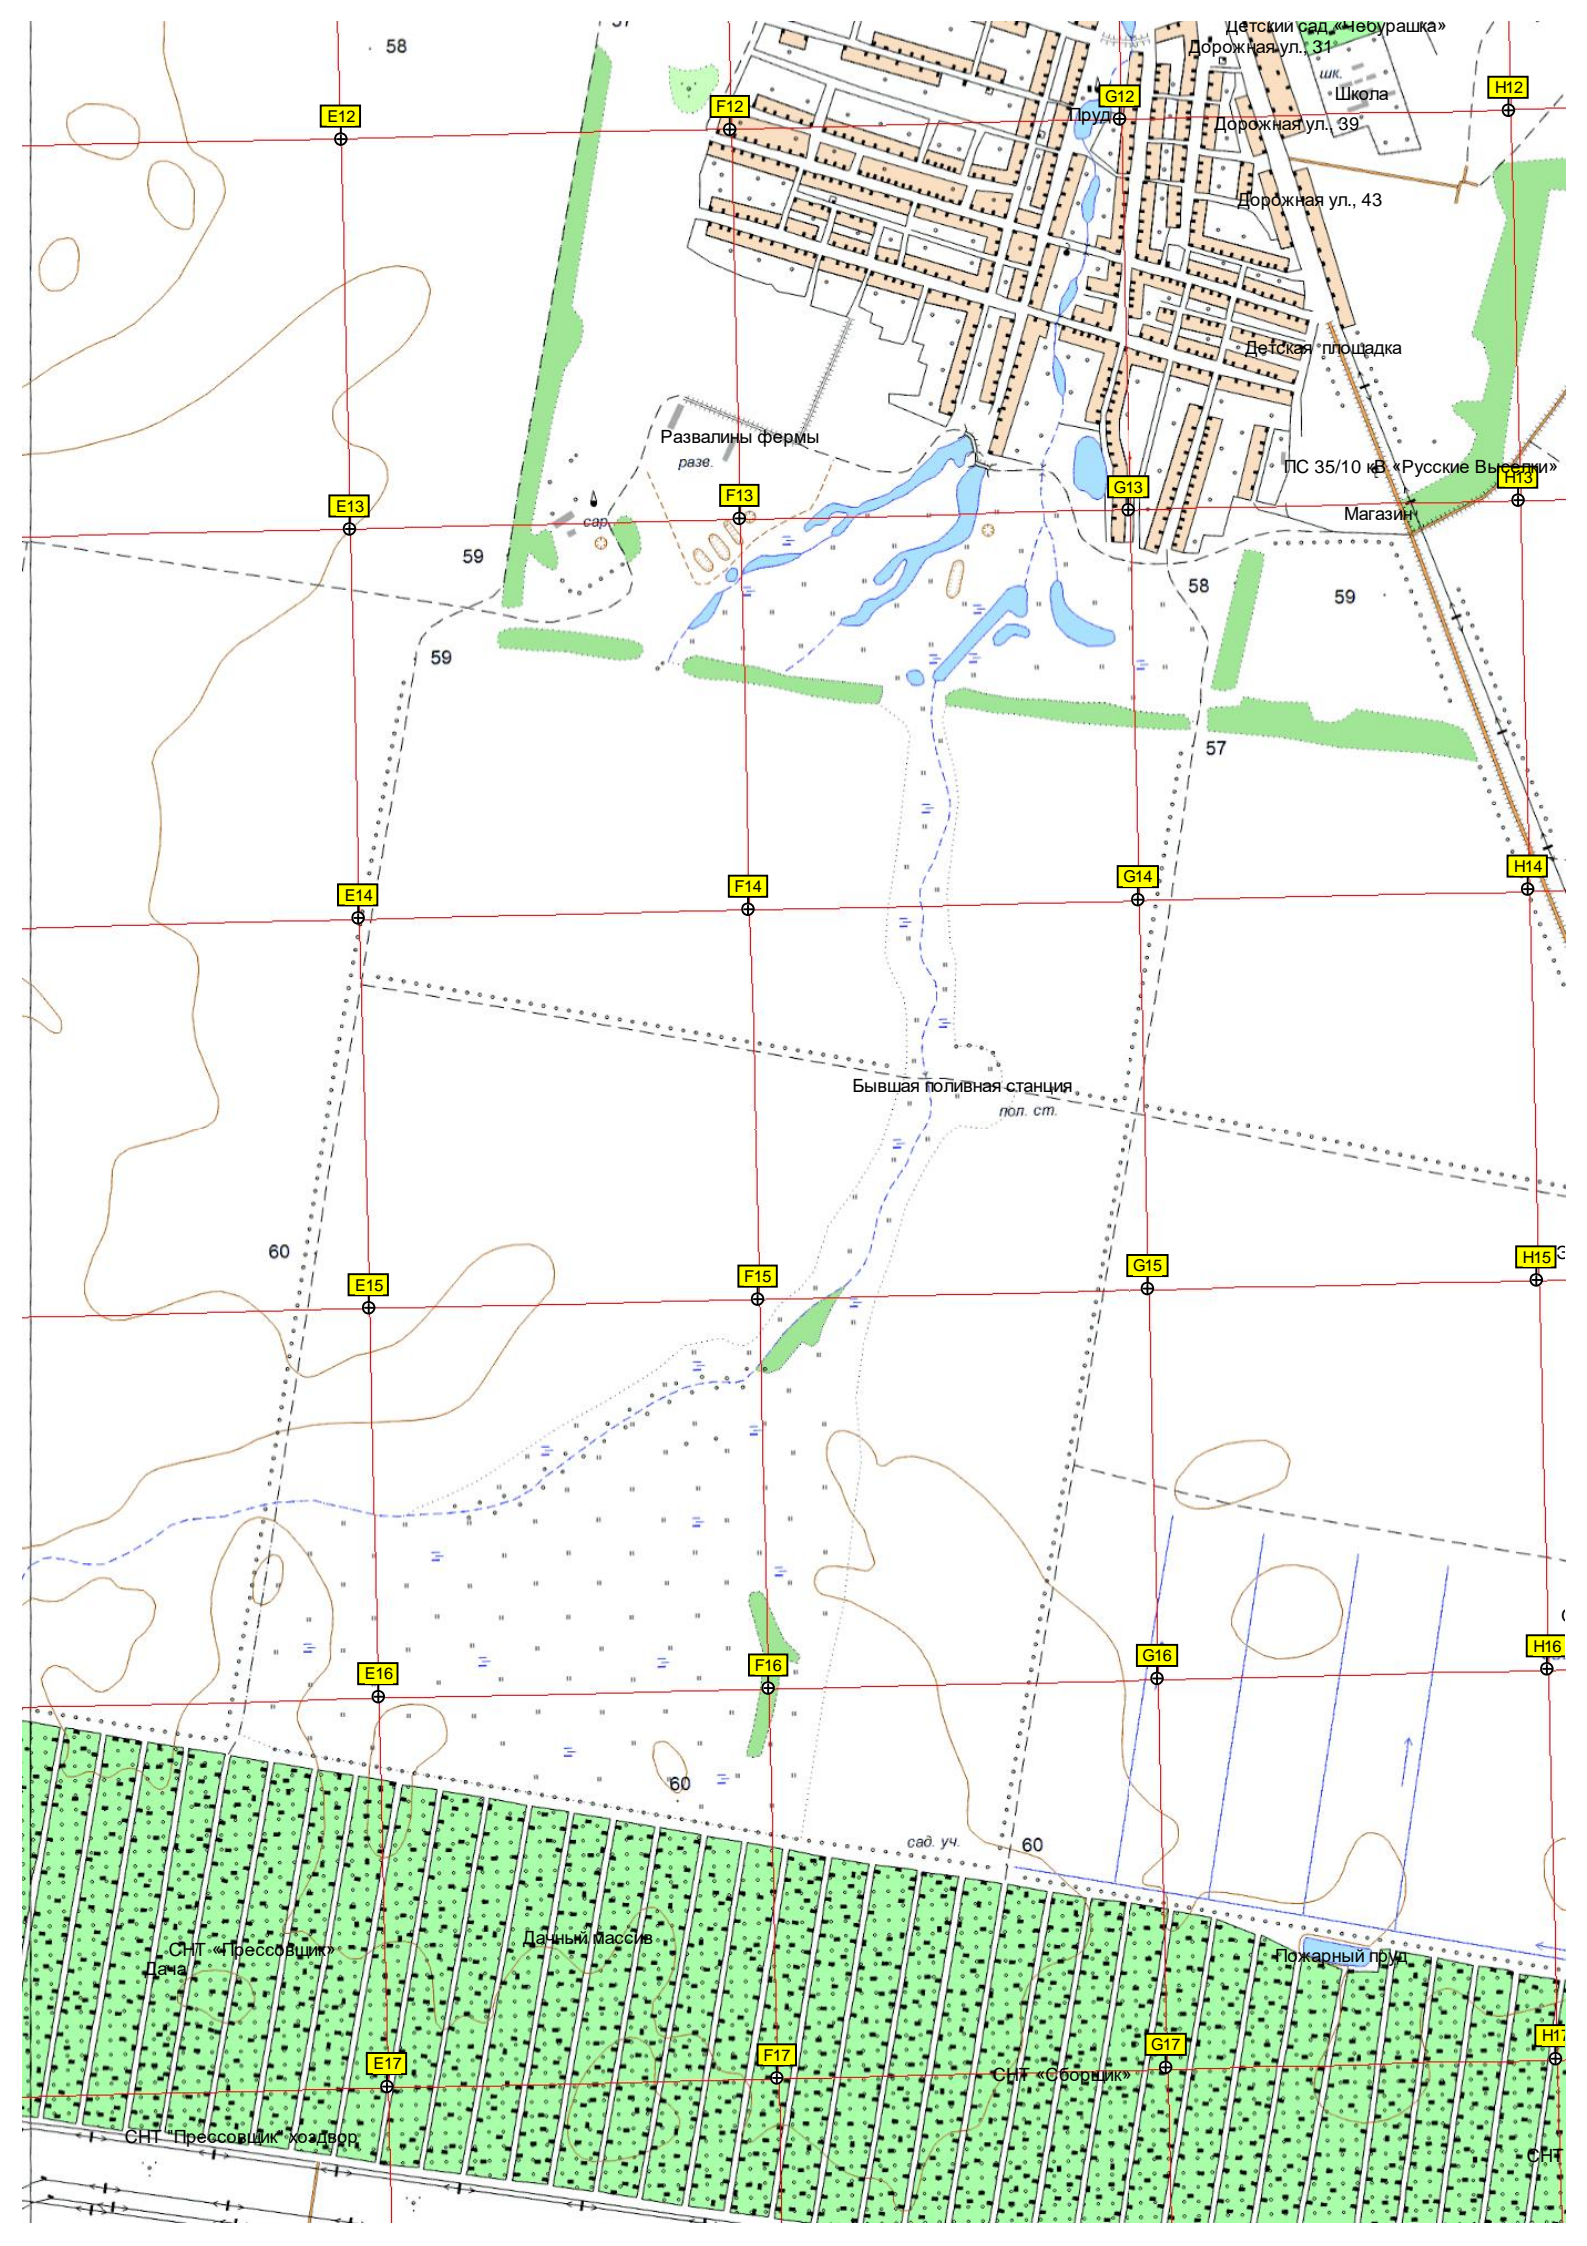 57
Детский сад «Чебурашка»
58
Дорожная ул., 31
шк.
Школа
H12
G12
F12
E12
Пруд
Дорожная ул., 39
Дорожная ул., 43
Детская площадка
Развалины фермы
разв.
ПС 35/10 кВ «Русские Выселки»
H13
G13
F13
E13
Магазин
сар.
59
58
59
59
57
H14
G14
F14
E14
Бывшая поливная станция
пол. ст.
60
H15
G15
F15
E15
H16
G16
F16
E16
60
сад. уч.
60
Дачный массив
СНТ «Прессовщик»
Дача
Пожарный пруд
H17
G17
F17
E17
СНТ «Сборщик»
СНТ "Прессовщик" хоздвор
СНТ